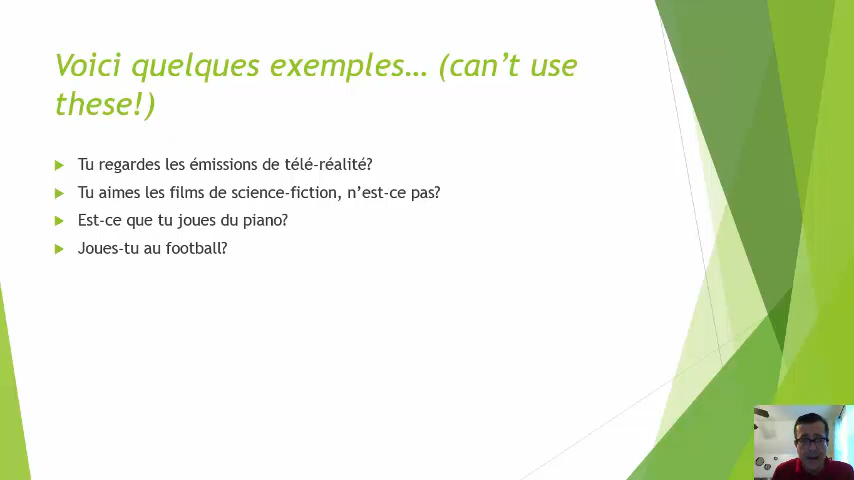 Voici quelques exemples… (can't use
these!)
Tu regardes les émissions de télé-réalité?
Tu aimes les films de science-fiction, n'est-ce pas?
Est-ce que tu joues du piano?
Joues-tu au football?